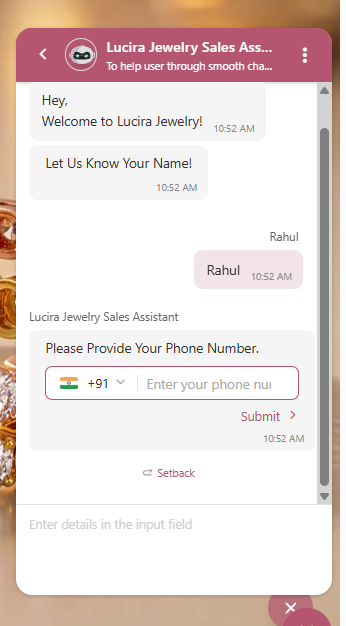 Lucira Jewelry Sales Ass...
To help user through smooth cha...
Hey,
Welcome to Lucira Jewelry!
10:52 AM
Let Us Know Your Name!
10:52 AM
Rahul
Rahul
10:52 AM
Lucira Jewelry Sales Assistant
Please Provide Your Phone Number.
+91
Enter your phone nu
Submit
10:52 AM
Setback
Enter details in the input field